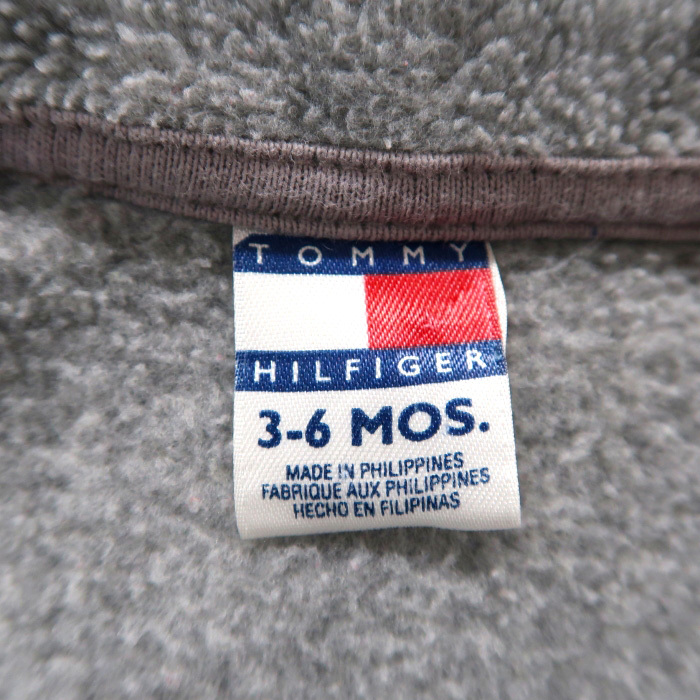 TOMMY
HILFIGER
3-6 MOS.
MADE IN PHILIPPINES
FABRIQUE AUX PHILIPPINES
HECHO EN FILIPINAS